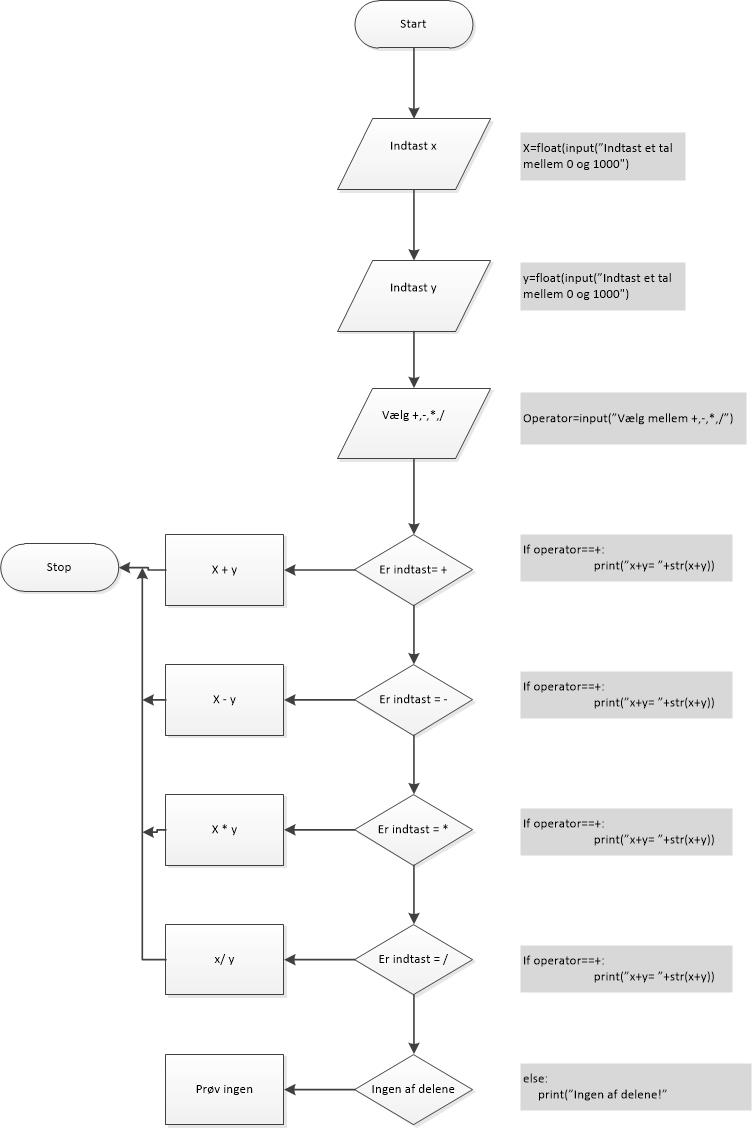 Start
Indtast x
X=float(input(”Indtast et tal
mellem 0 og 1000")
Indtast y
y=float(input(”Indtast et tal
mellem 0 og 1000")
Vælg +,-,*,/
Operator=input(”Vælg mellem +,-,*,/”)
Stop
X + y
Er indtast= +
If operator==+:
print(”x+y= ”+str(x+y))
X - y
Er indtast = -
If operator==+:
print(”x+y= ”+str(x+y))
X * y
Er indtast = *
If operator==+:
print(”x+y= ”+str(x+y))
x/ y
Er indtast = /
If operator==+:
print(”x+y= ”+str(x+y))
Prøv ingen
Ingen af delene
else:
print(”Ingen af delene!”